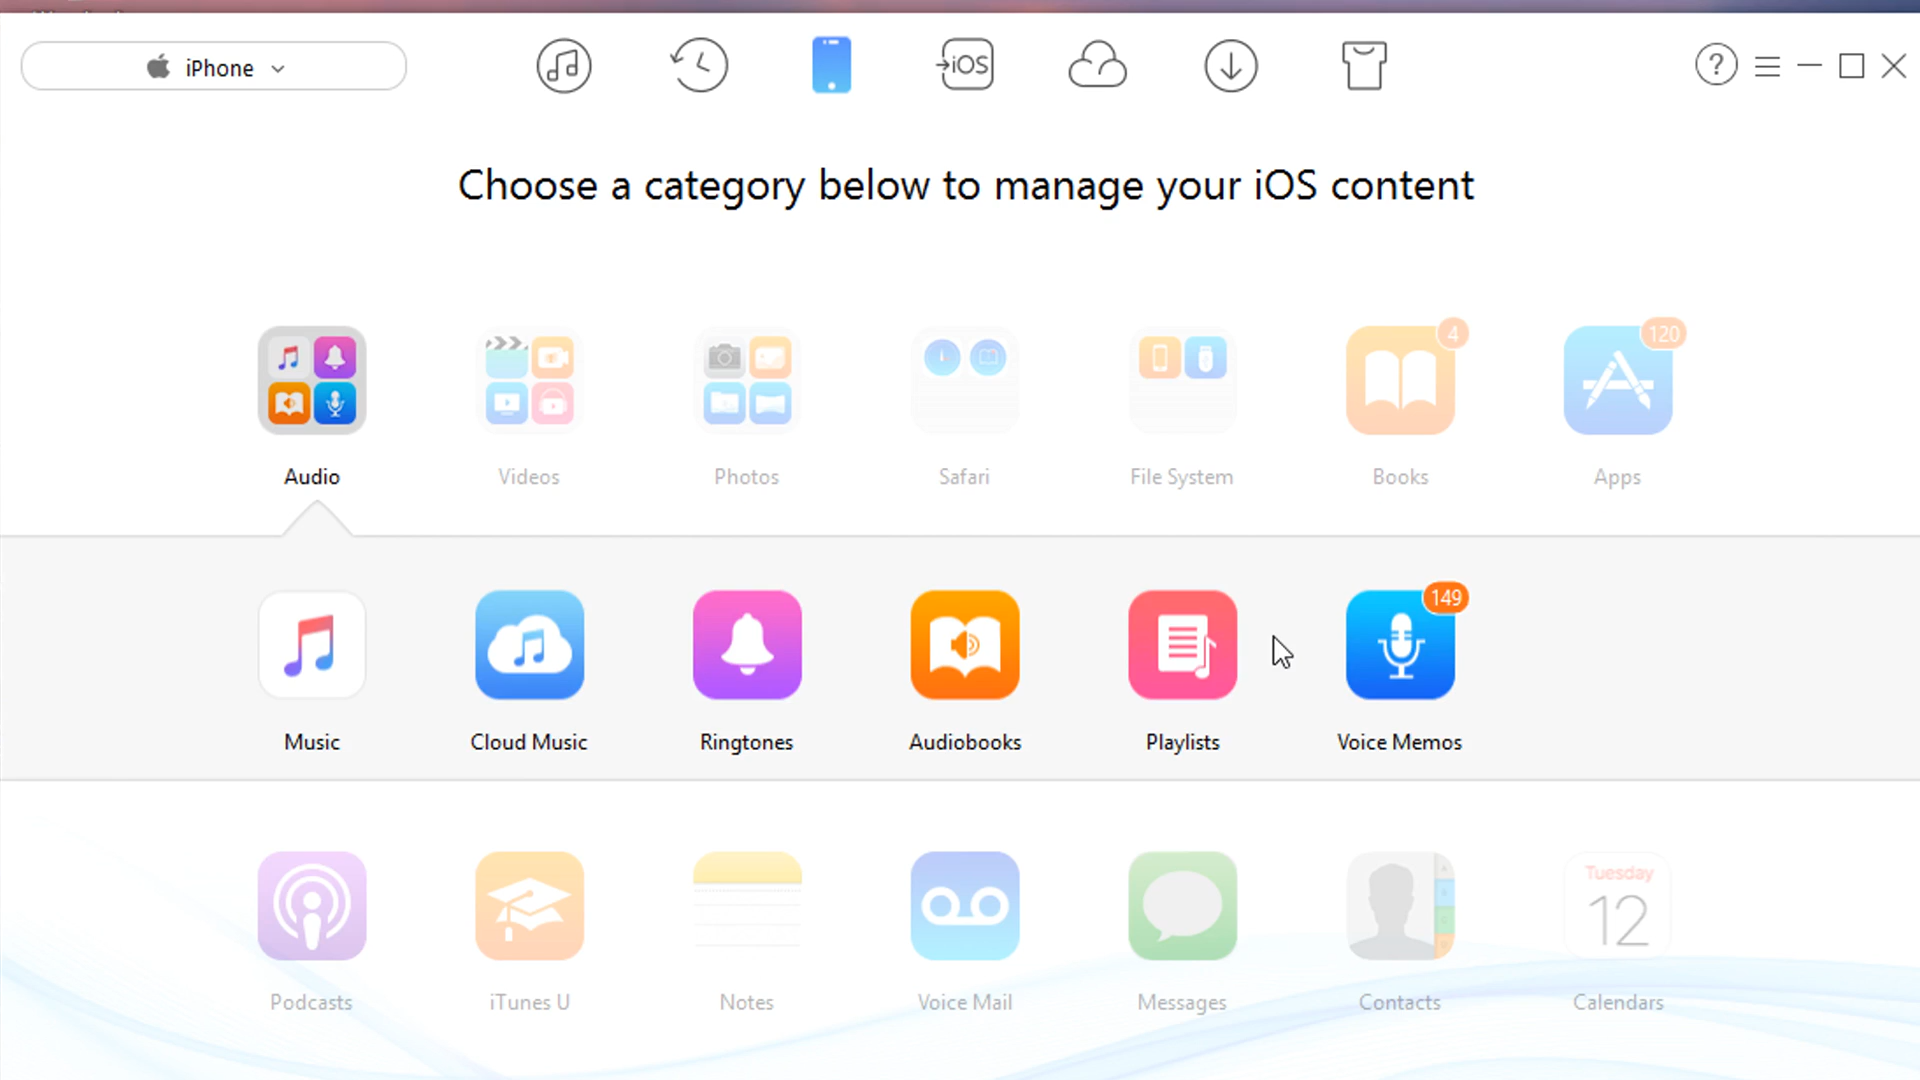 iPhone
iOS
?
Choose a category below to manage your iOS content
4
120
Audio
Videos
Photos
Safari
File System
Books
Apps
149
Music
Cloud Music
Ringtones
Audiobooks
Playlists
Voice Memos
Tuesday
12
Podcasts
iTunes U
Notes
Voice Mail
Messages
Contacts
Calendars